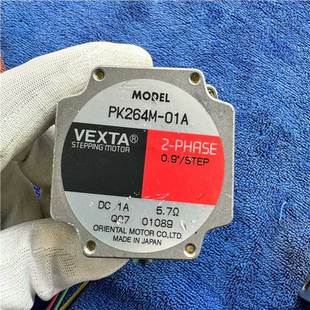 MODEL
PK264M-01A
VEXTA®
STEPPING MOTOR
2-PHASE
0.9°/STEP
DC 1A 5.7Ω
Q07 01089
ORIENTAL MOTOR CO.,LTD.
MADE IN JAPAN